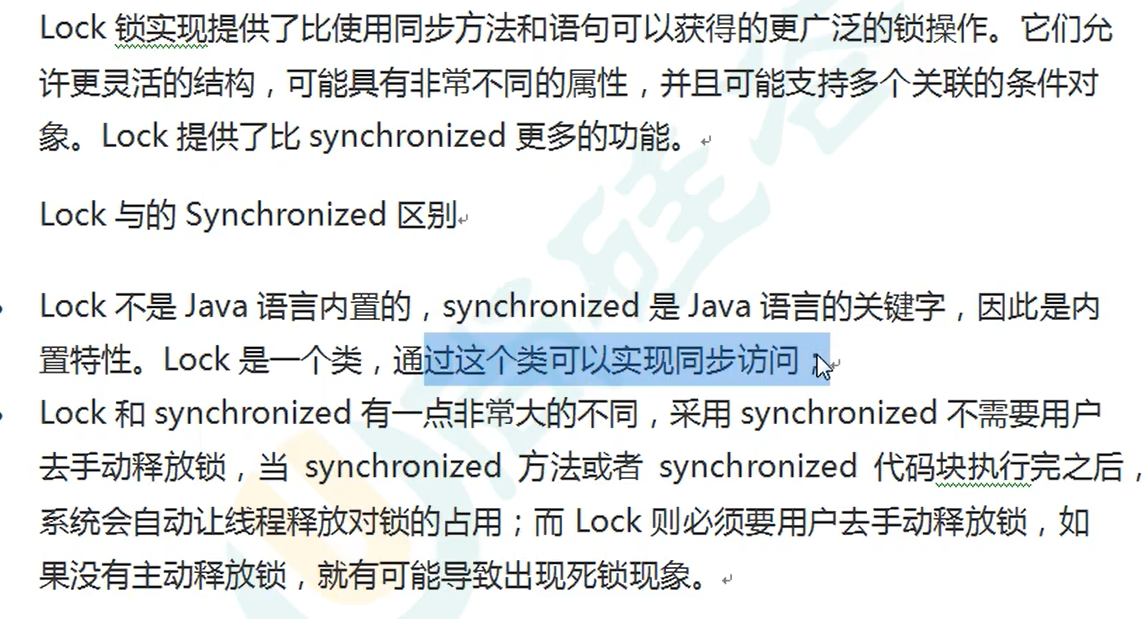 Lock 锁实现提供了比使用同步方法和语句可以获得的更广泛的锁操作。它们允
许更灵活的结构，可能具有非常不同的属性，并且可能支持多个关联的条件对
象。Lock 提供了比 synchronized 更多的功能。
Lock 与的 Synchronized 区别
Lock 不是 Java 语言内置的，synchronized 是 Java 语言的关键字，因此是内
置特性。Lock 是一个类，通过这个类可以实现同步访问；
Lock 和 synchronized 有一点非常大的不同，采用 synchronized 不需要用户
去手动释放锁，当 synchronized 方法或者 synchronized 代码块执行完之后，
系统会自动让线程释放对锁的占用；而 Lock 则必须要用户去手动释放锁，如
果没有主动释放锁，就有可能导致出现死锁现象。
尚硅谷